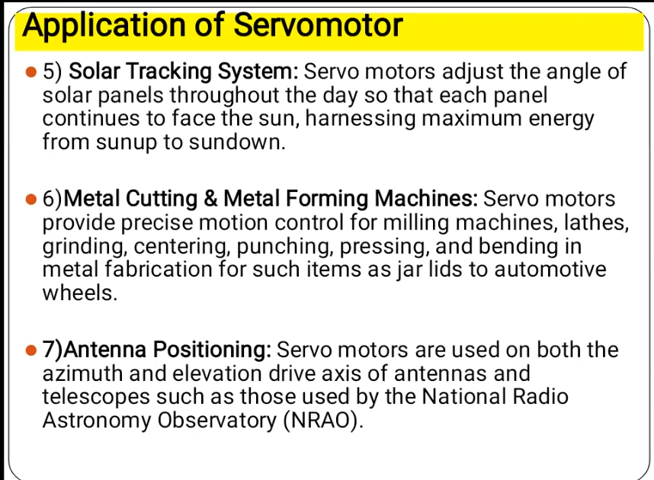 Application of Servomotor
5) Solar Tracking System: Servo motors adjust the angle of
solar panels throughout the day so that each panel
continues to face the sun, harnessing maximum energy
from sunup to sundown.
6)Metal Cutting & Metal Forming Machines: Servo motors
provide precise motion control for milling machines, lathes,
grinding, centering, punching, pressing, and bending in
metal fabrication for such items as jar lids to automotive
wheels.
7)Antenna Positioning: Servo motors are used on both the
azimuth and elevation drive axis of antennas and
telescopes such as those used by the National Radio
Astronomy Observatory (NRAO).